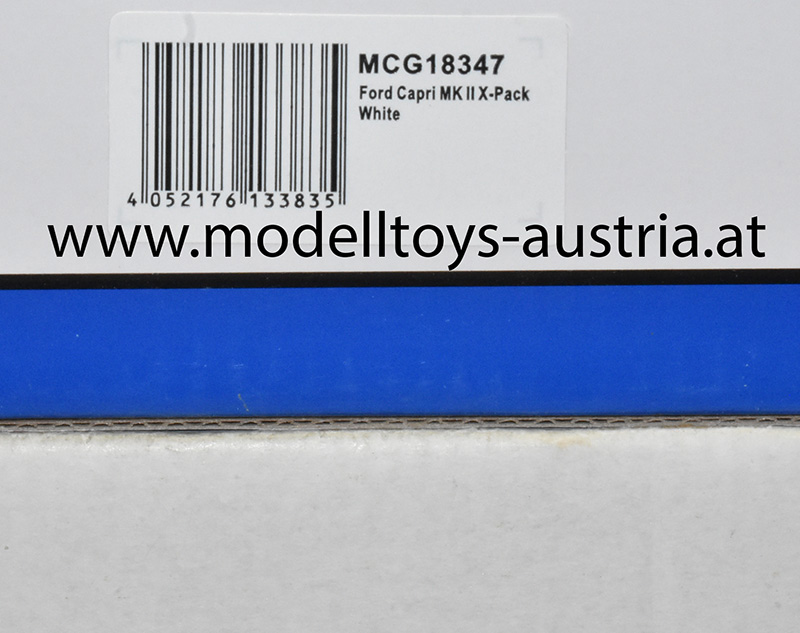 MCG18347
Ford Capri MK II X-Pack
White
4 052176 133835
www.modelltoys-austria.at